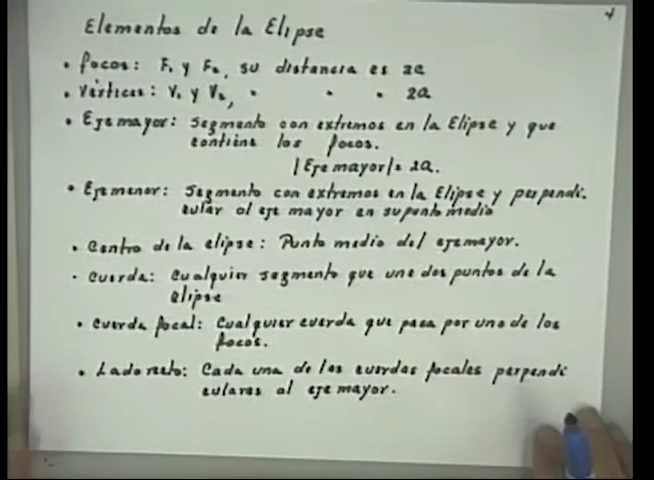 4
Elementos de la Elipse
• focos: F₁ y F₂, su distancia es 2c
• Vértices: V₁ y V₂, " " " 2a
• Eje mayor: Segmento con extremos en la Elipse y que
contiene los focos.
|Eje mayor|= 2a.
• Eje menor: Segmento con extremos en la Elipse y perpendi.
cular al eje mayor en su punto medio
• Centro de la elipse: Punto medio del eje mayor.
· Cuerda: Cualquier segmento que une dos puntos de la
elipse
• Cuerda focal: Cualquier cuerda que pasa por uno de los
focos.
• Lado recto: Cada una de las cuerdas focales perpendi
culares al eje mayor.